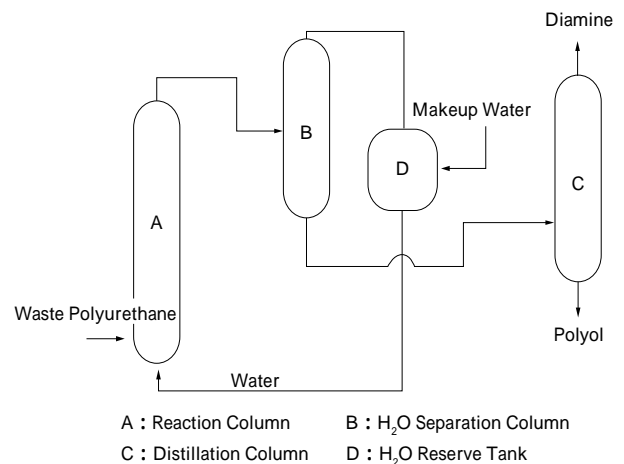 Diamine
Makeup Water
B
D
C
A
Waste Polyurethane
Polyol
Water
A : Reaction Column
B : H₂O Separation Column
C : Distillation Column
D : H₂O Reserve Tank